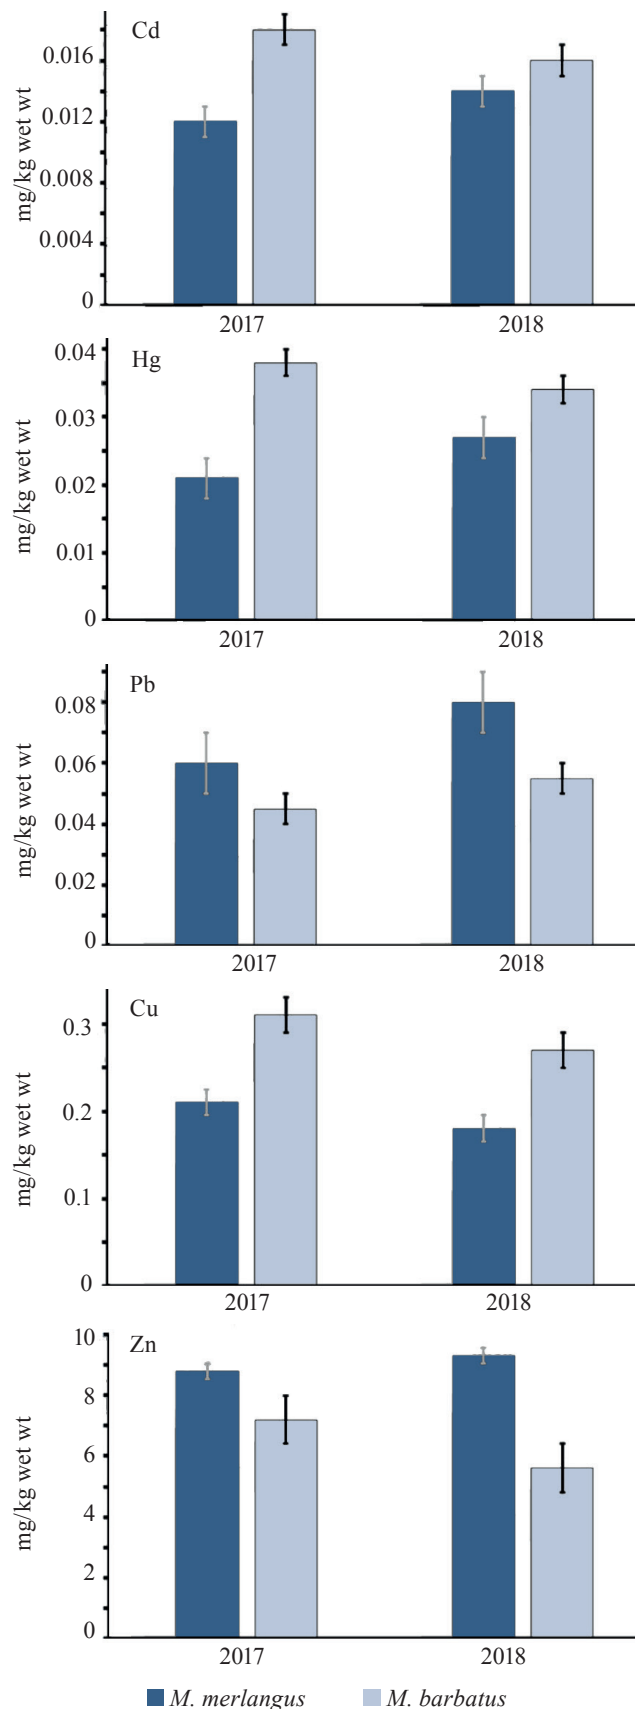 Cd
mg/kg wet wt
0.016
0.012
0.008
0.004
0
2017 2018
Hg
mg/kg wet wt
0.04
0.03
0.02
0.01
0
2017 2018
Pb
mg/kg wet wt
0.08
0.06
0.04
0.02
0
2017 2018
Cu
mg/kg wet wt
0.3
0.2
0.1
0
2017 2018
Zn
mg/kg wet wt
10
8
6
4
2
0
2017 2018
M. merlangus M. barbatus